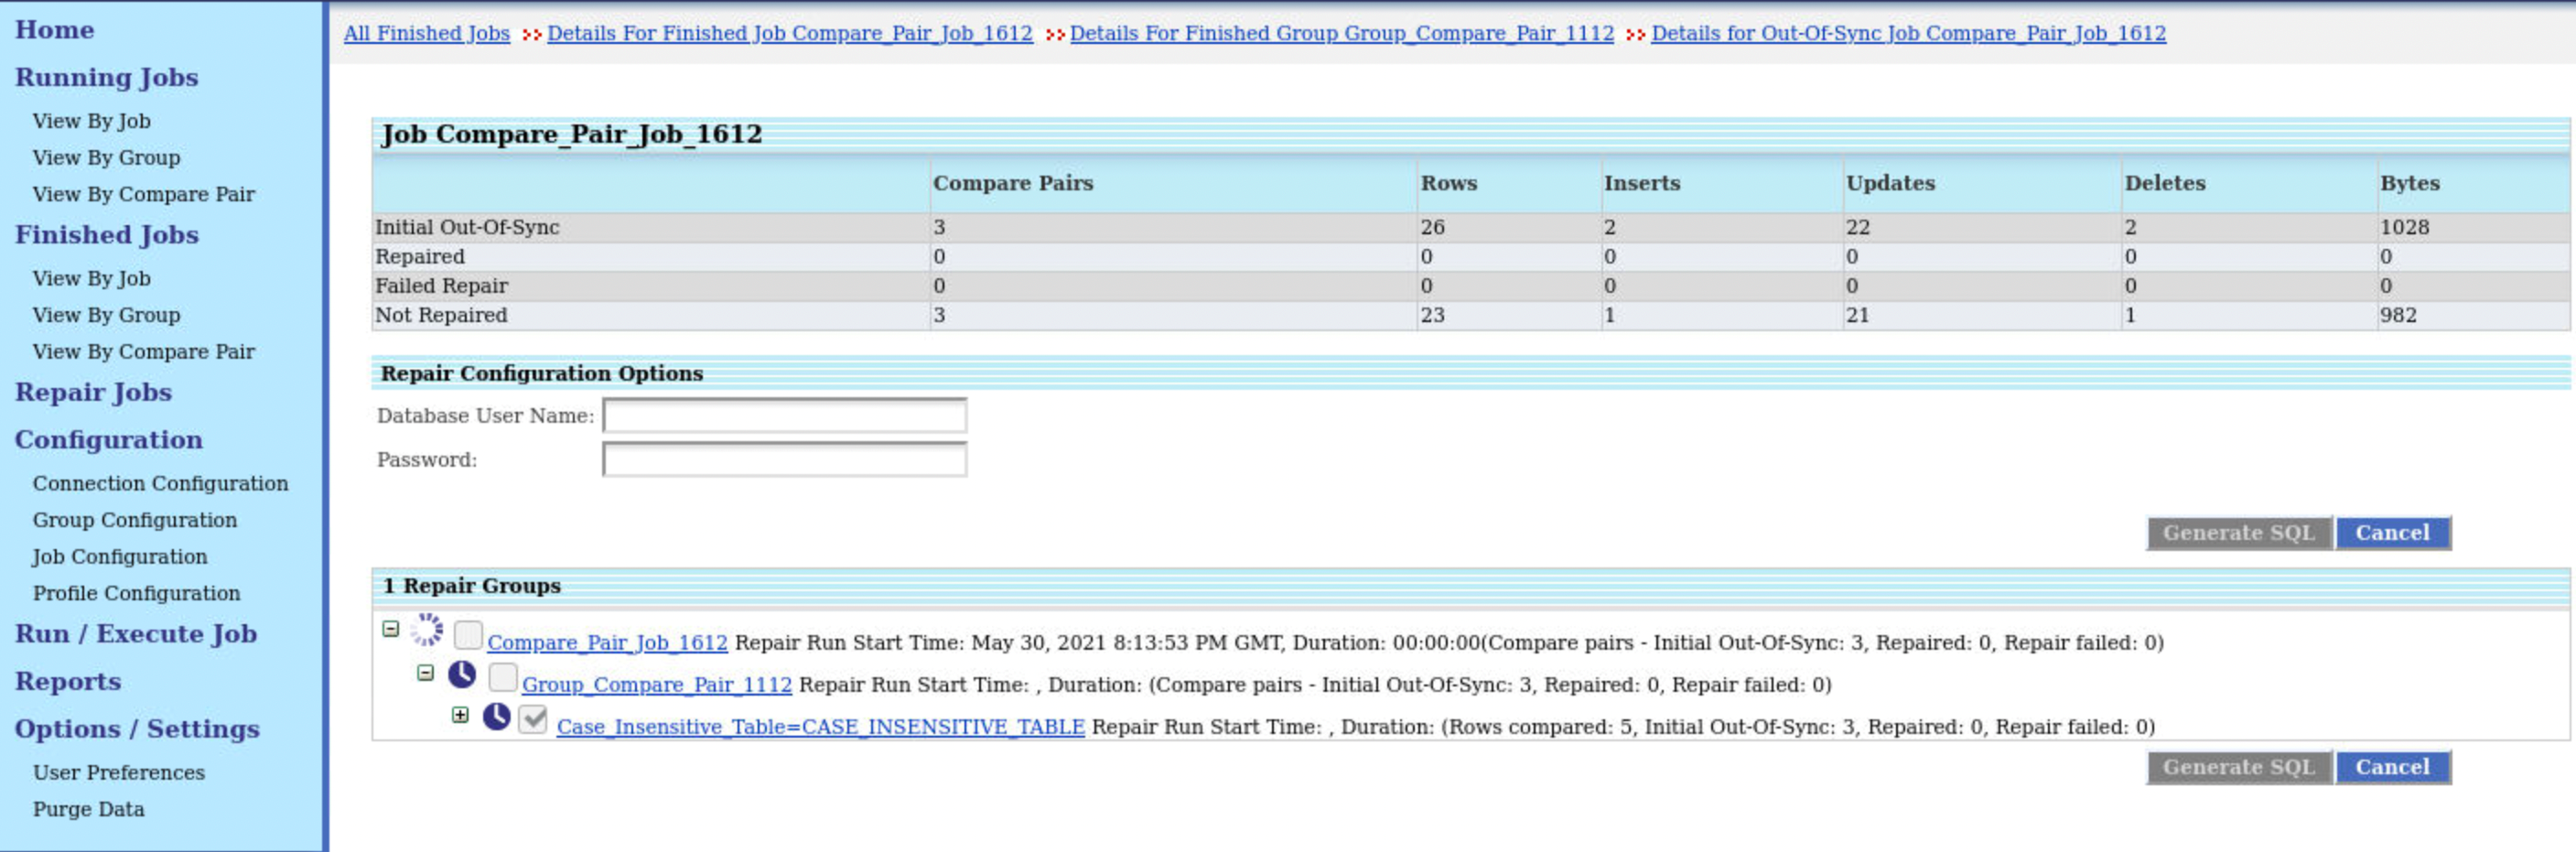 Home
Running Jobs
View By Job
View By Group
View By Compare Pair
Finished Jobs
View By Job
View By Group
View By Compare Pair
Repair Jobs
Configuration
Connection Configuration
Group Configuration
Job Configuration
Profile Configuration
Run / Execute Job
Reports
Options / Settings
User Preferences
Purge Data
All Finished Jobs >> Details For Finished Job Compare_Pair_Job_1612 >> Details For Finished Group Group_Compare_Pair_1112 >> Details for Out-Of-Sync Job Compare_Pair_Job_1612
Job Compare_Pair_Job_1612
Compare Pairs Rows Inserts Updates Deletes Bytes
Initial Out-Of-Sync 3 26 2 22 2 1028
Repaired 0 0 0 0 0 0
Failed Repair 0 0 0 0 0 0
Not Repaired 3 23 1 21 1 982
Repair Configuration Options
Database User Name:
Password:
Generate SQL Cancel
1 Repair Groups
Compare_Pair_Job_1612 Repair Run Start Time: May 30, 2021 8:13:53 PM GMT, Duration: 00:00:00(Compare pairs - Initial Out-Of-Sync: 3, Repaired: 0, Repair failed: 0)
Group_Compare_Pair_1112 Repair Run Start Time: , Duration: (Compare pairs - Initial Out-Of-Sync: 3, Repaired: 0, Repair failed: 0)
Case_Insensitive_Table=CASE_INSENSITIVE_TABLE Repair Run Start Time: , Duration: (Rows compared: 5, Initial Out-Of-Sync: 3, Repaired: 0, Repair failed: 0)
Generate SQL Cancel